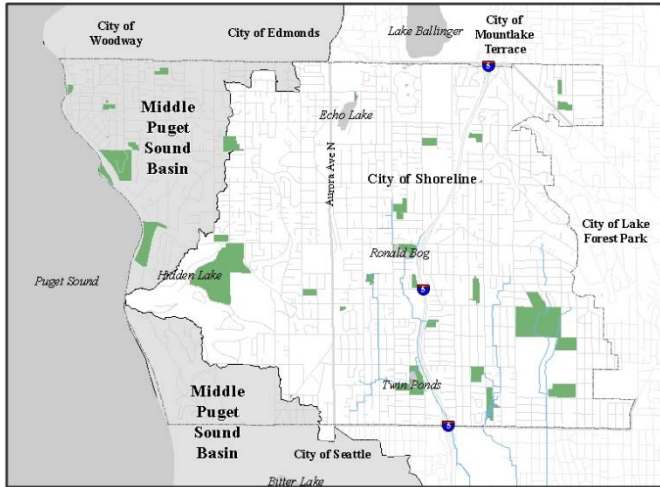 City of
Woodway
City of Edmonds
Lake Ballinger
City of
Mountlake
Terrace
5
Middle
Puget
Sound
Basin
Echo Lake
Aurora Ave N
City of Shoreline
City of Lake
Forest Park
Ronald Bog
Puget Sound
Hidden Lake
5
Twin Ponds
Middle
Puget
Sound
Basin
5
City of Seattle
Bitter Lake